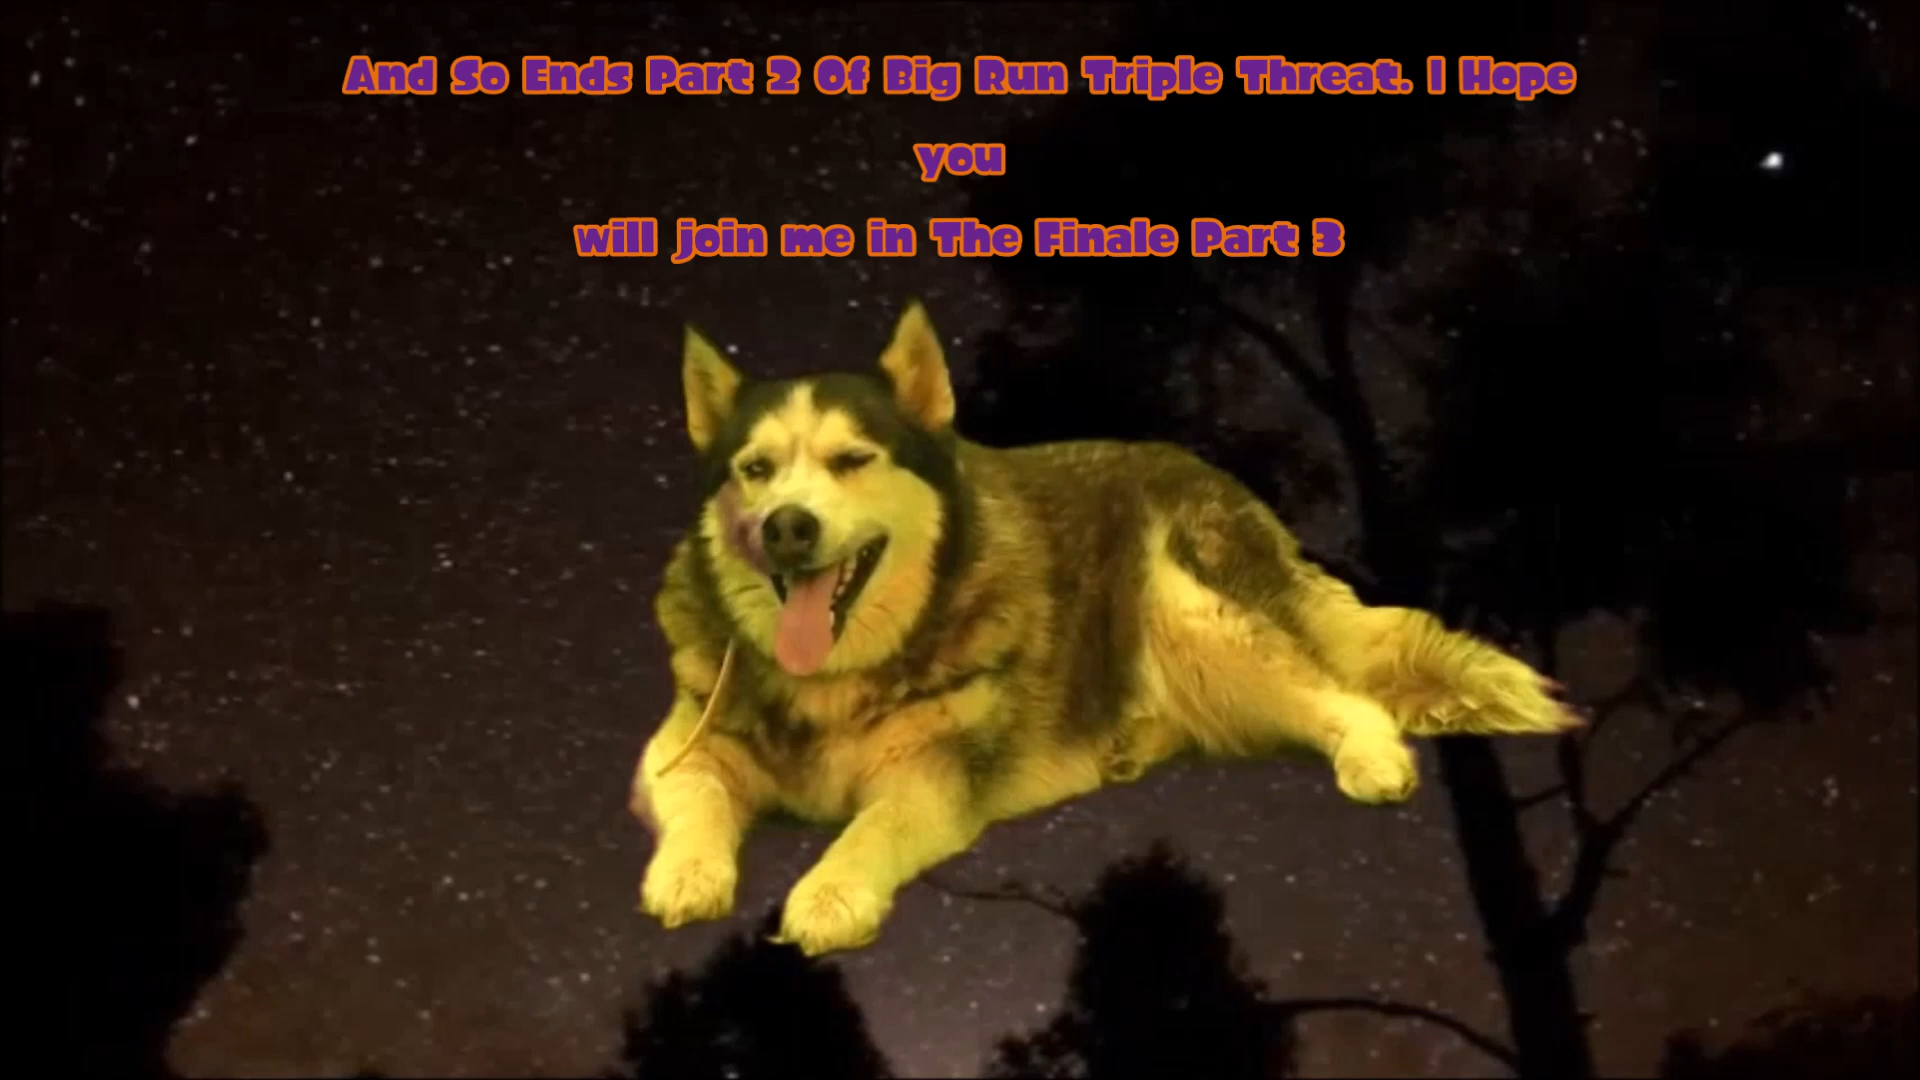 And So Ends Part 2 Of Big Run Triple Threat. I Hope
you
will join me in The Finale Part 3